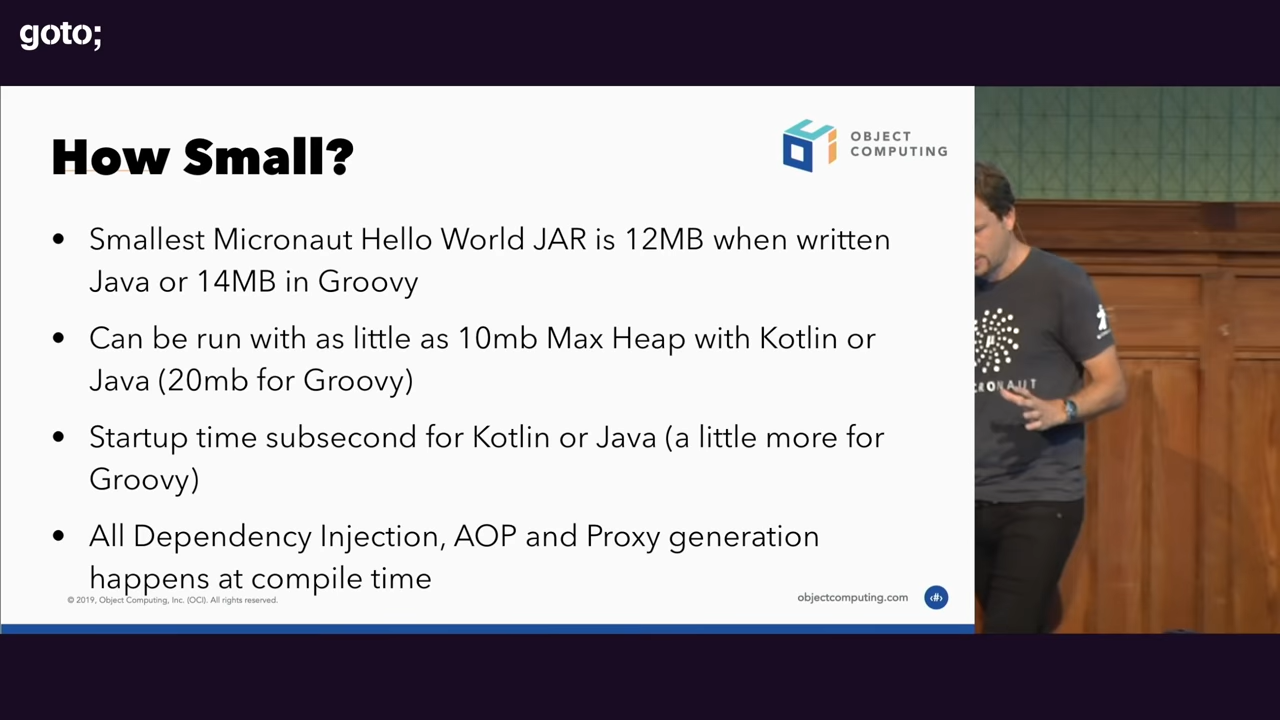 goto;
How Small?
OBJECT
COMPUTING
• Smallest Micronaut Hello World JAR is 12MB when written
Java or 14MB in Groovy
• Can be run with as little as 10mb Max Heap with Kotlin or
Java (20mb for Groovy)
• Startup time subsecond for Kotlin or Java (a little more for
Groovy)
• All Dependency Injection, AOP and Proxy generation
happens at compile time
© 2019, Object Computing, Inc. (OCI). All rights reserved.
objectcomputing.com
‹#›
μ
CRONAUT